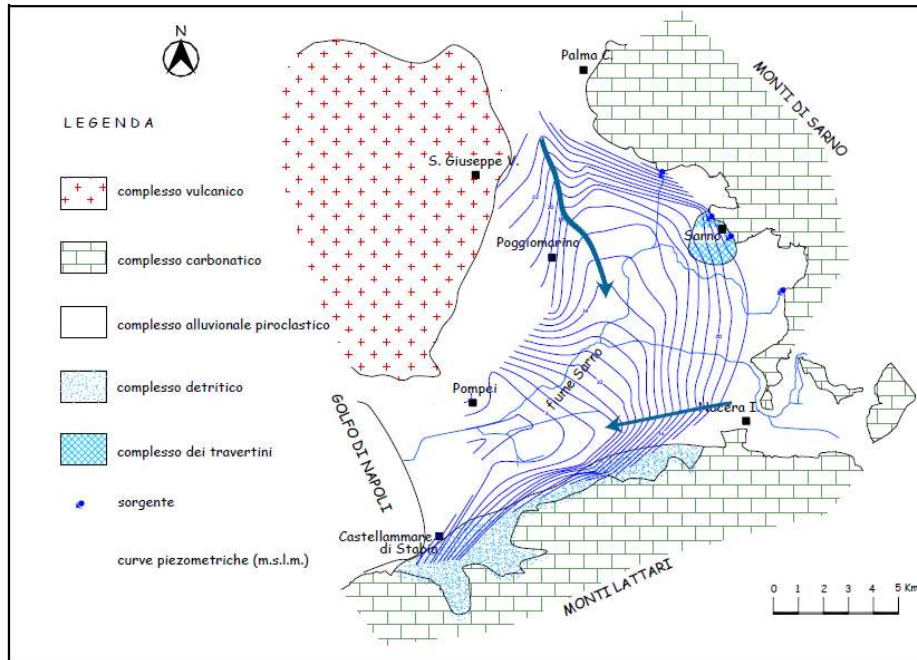 N
LEGENDA
complesso vulcanico
complesso carbonatico
complesso alluvionale piroclastico
complesso detritico
complesso dei travertini
sorgente
curve piezometriche (m.s.l.m.)
Palma C.
MONTI DI SARNO
S. Giuseppe V.
Sarno
Poggiomarino
fiume Sarno
Pompei
Nocera I.
GOLFO DI NAPOLI
Castellammare
di Stabia
MONTI LATTARI
0 1 2 3 4 5 Km